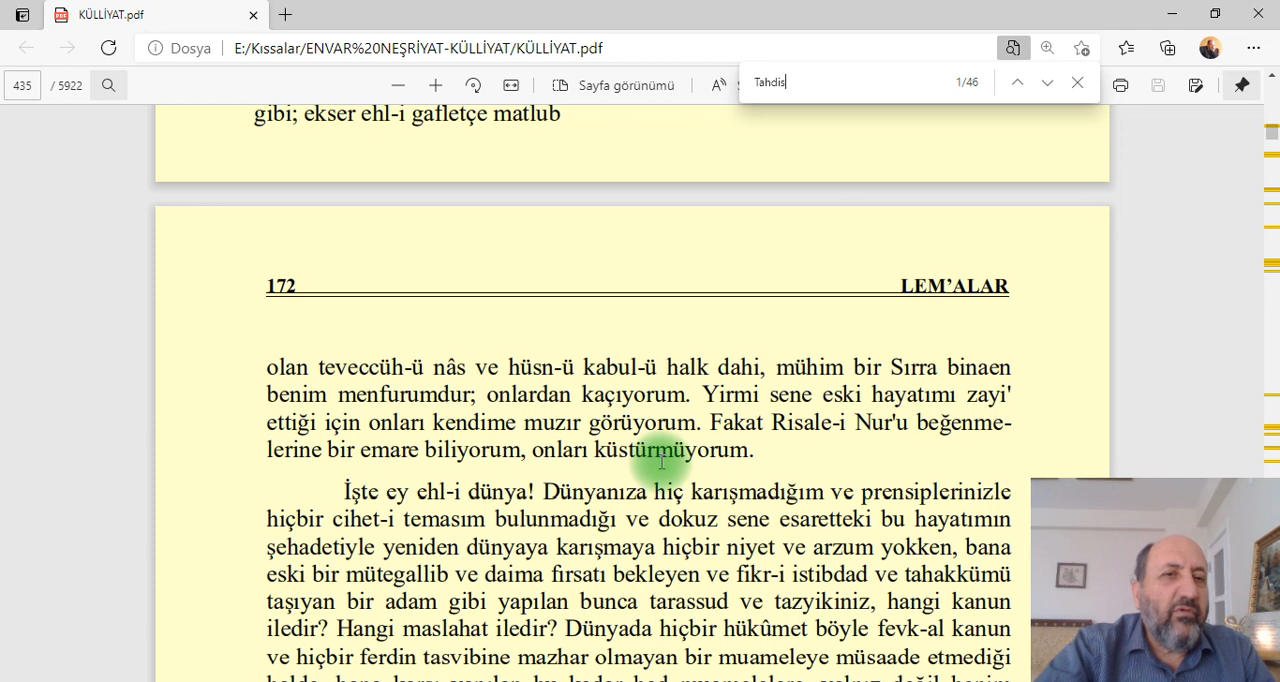 KÜLLİYAT.pdf
Dosya
E:/Kıssalar/ENVAR%20NEŞRİYAT-KÜLLİYAT/KÜLLİYAT.pdf
435 / 5922
Sayfa görünümü
Tahdis
1/46
gibi; ekser ehl-i gafletçe matlub
172 LEM’ALAR
olan teveccüh-ü nâs ve hüsn-ü kabul-ü halk dahi, mühim bir Sırra binaen
benim menfurumdur; onlardan kaçıyorum. Yirmi sene eski hayatımı zayi'
ettiği için onları kendime muzır görüyorum. Fakat Risale-i Nur'u beğenme-
lerine bir emare biliyorum, onları küstürmüyorum.
İşte ey ehl-i dünya! Dünyanıza hiç karışmadığım ve prensiplerinizle
hiçbir cihet-i temasım bulunmadığı ve dokuz sene esaretteki bu hayatımın
şehadetiyle yeniden dünyaya karışmaya hiçbir niyet ve arzum yokken, bana
eski bir mütegallib ve daima fırsatı bekleyen ve fikr-i istibdad ve tahakkümü
taşıyan bir adam gibi yapılan bunca tarassud ve tazyikiniz, hangi kanun
iledir? Hangi maslahat iledir? Dünyada hiçbir hükûmet böyle fevk-al kanun
ve hiçbir ferdin tasvibine mazhar olmayan bir muameleye müsaade etmediği